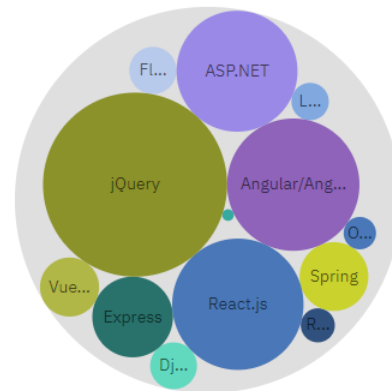 ASP.NET
Fl...
L...
jQuery
Angular/Ang...
O...
Spring
Vue...
React.js
Express
R...
Dj...